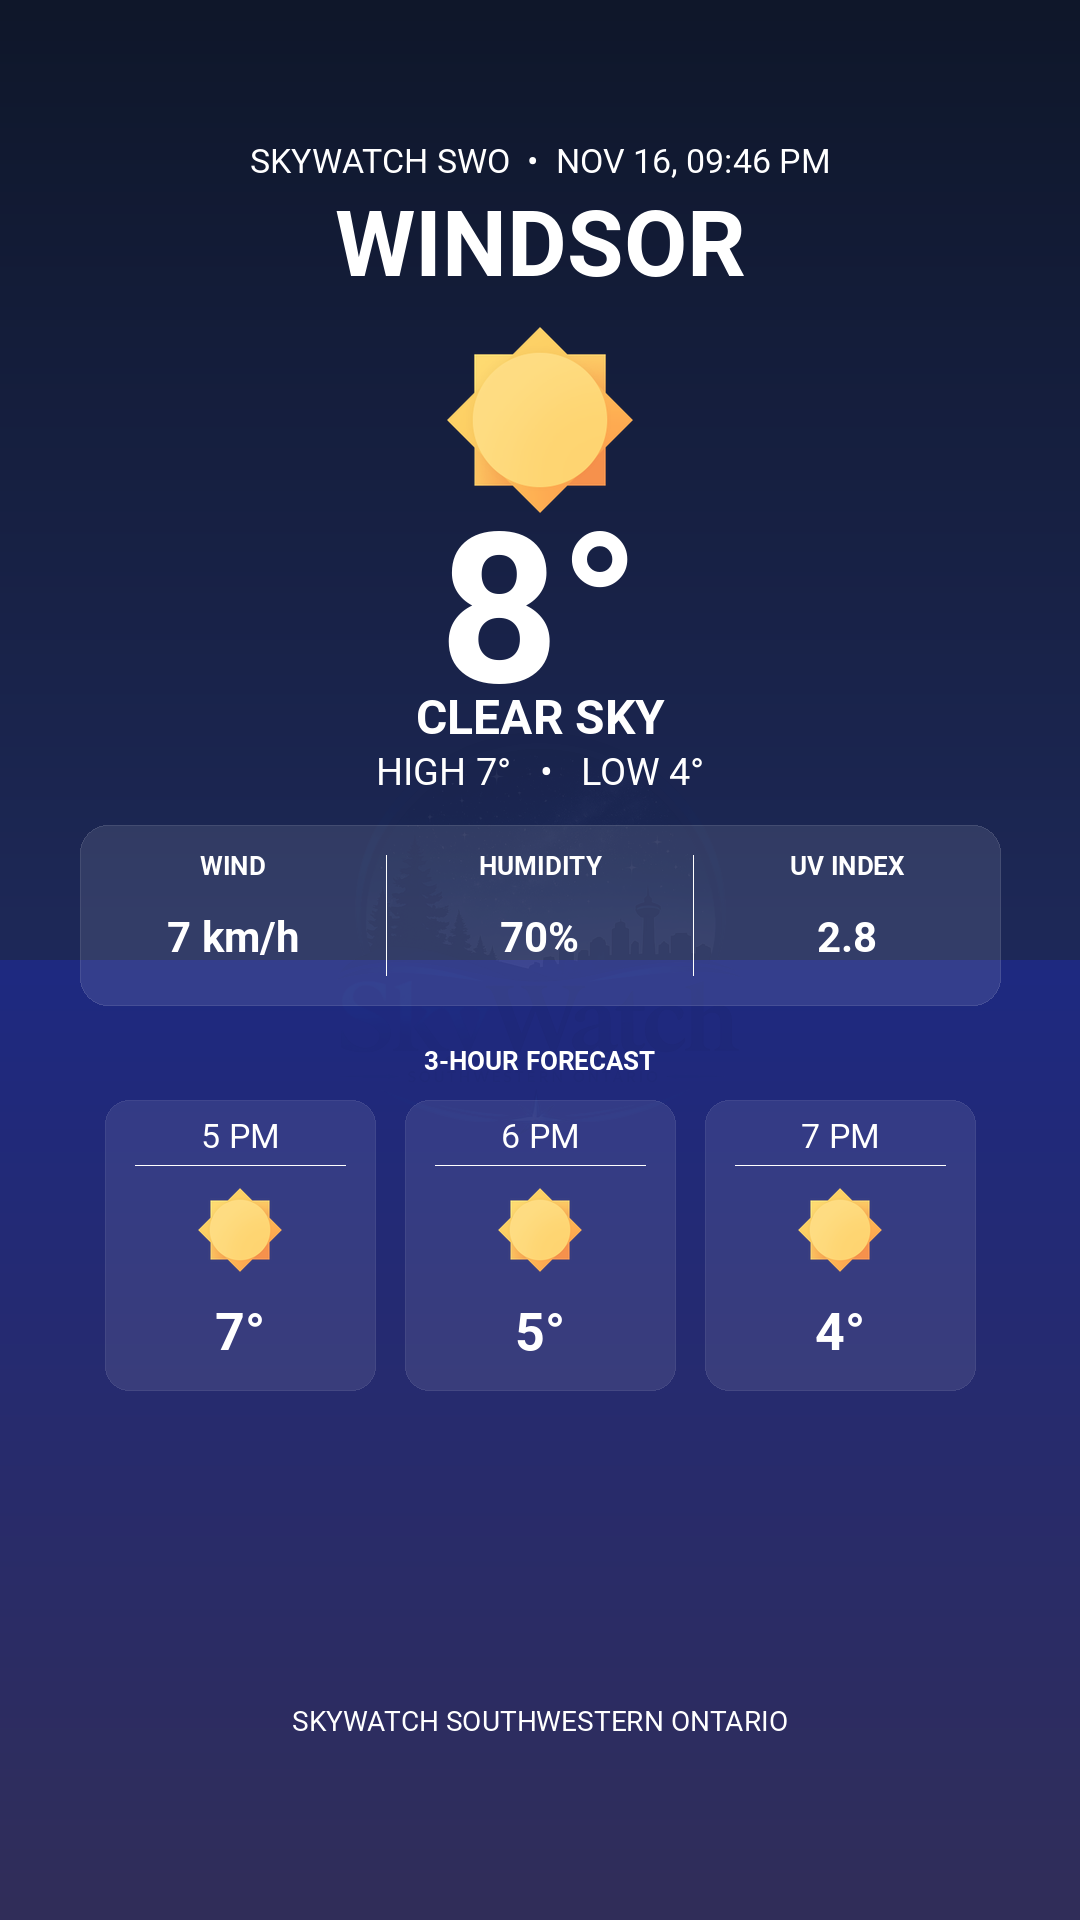 SKYWATCH SWO • NOV 16, 09:46 PM
WINDSOR
8°
CLEAR SKY
HIGH 7° • LOW 4°
WIND HUMIDITY UV INDEX
7 km/h 70% 2.8
SkyWatch
3-HOUR FORECAST
5 PM 6 PM 7 PM
7° 5° 4°
SKYWATCH SOUTHWESTERN ONTARIO